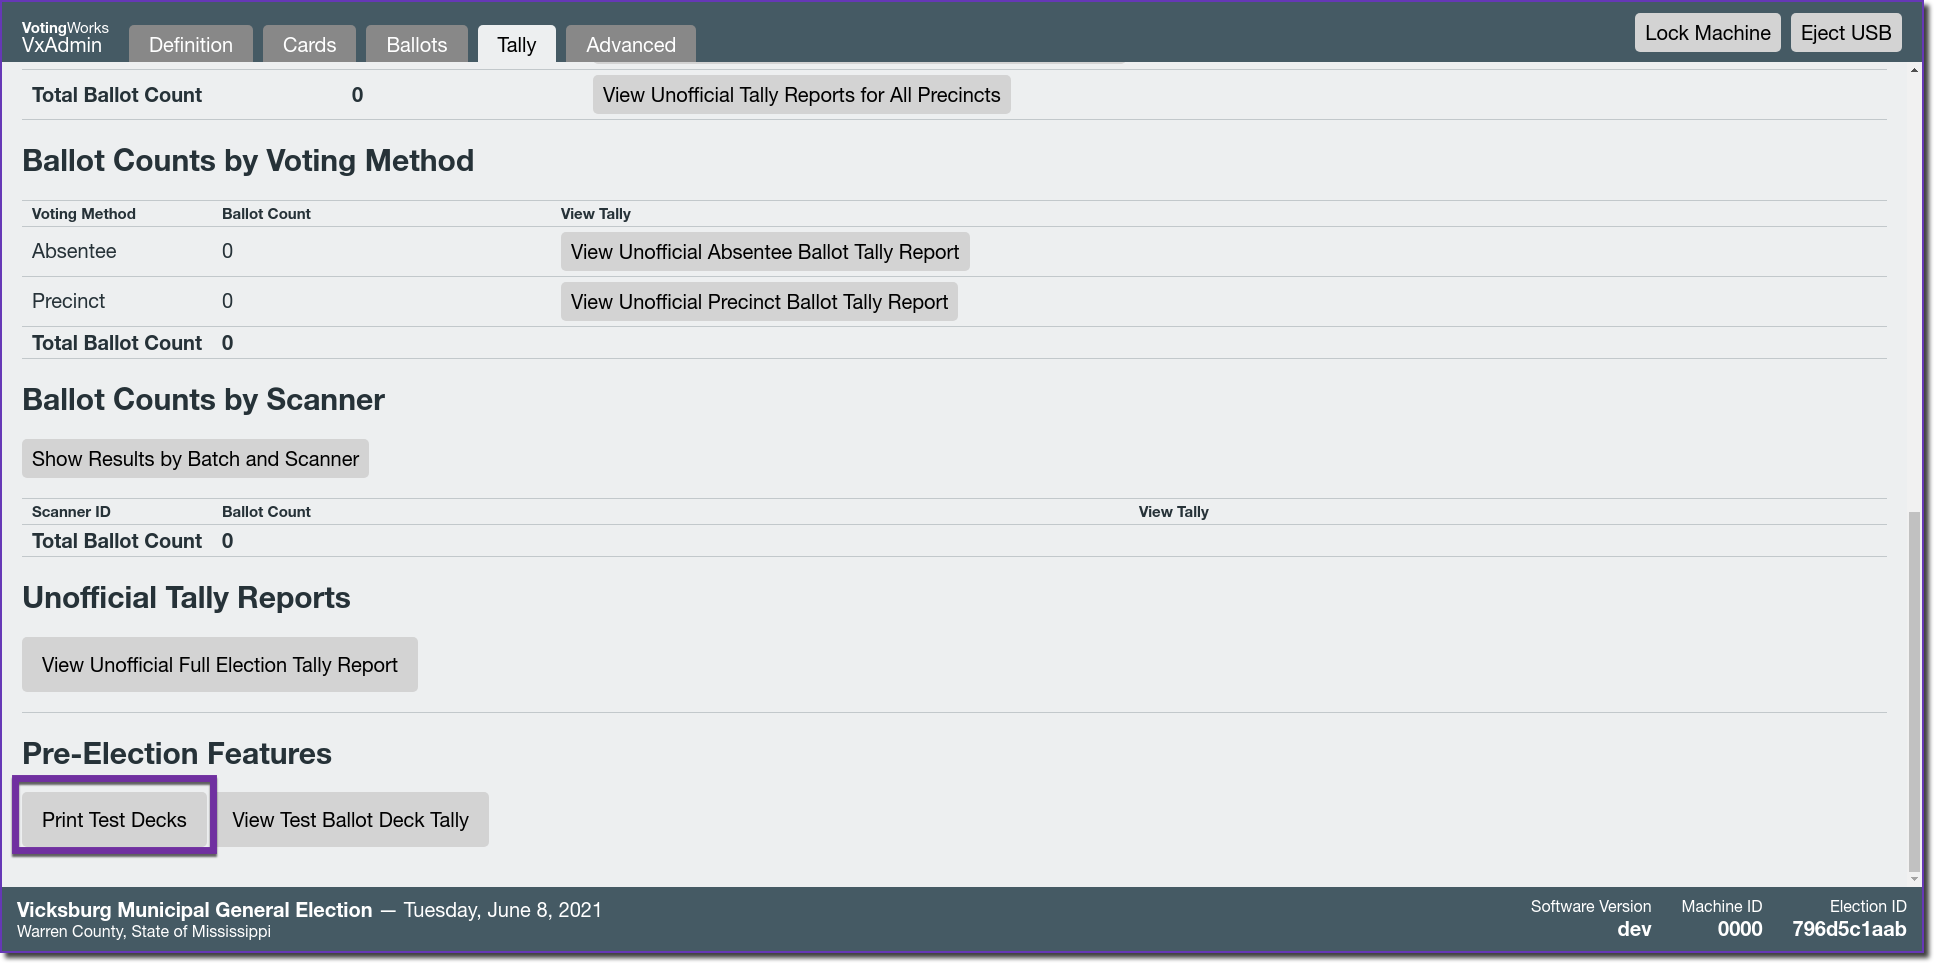 VotingWorks
VxAdmin
Definition
Cards
Ballots
Tally
Advanced
Lock Machine
Eject USB
Total Ballot Count 0 View Unofficial Tally Reports for All Precincts
Ballot Counts by Voting Method
Voting Method Ballot Count View Tally
Absentee 0 View Unofficial Absentee Ballot Tally Report
Precinct 0 View Unofficial Precinct Ballot Tally Report
Total Ballot Count 0
Ballot Counts by Scanner
Show Results by Batch and Scanner
Scanner ID Ballot Count View Tally
Total Ballot Count 0
Unofficial Tally Reports
View Unofficial Full Election Tally Report
Pre-Election Features
Print Test Decks View Test Ballot Deck Tally
Vicksburg Municipal General Election — Tuesday, June 8, 2021
Warren County, State of Mississippi
Software Version Machine ID Election ID
dev 0000 796d5c1aab